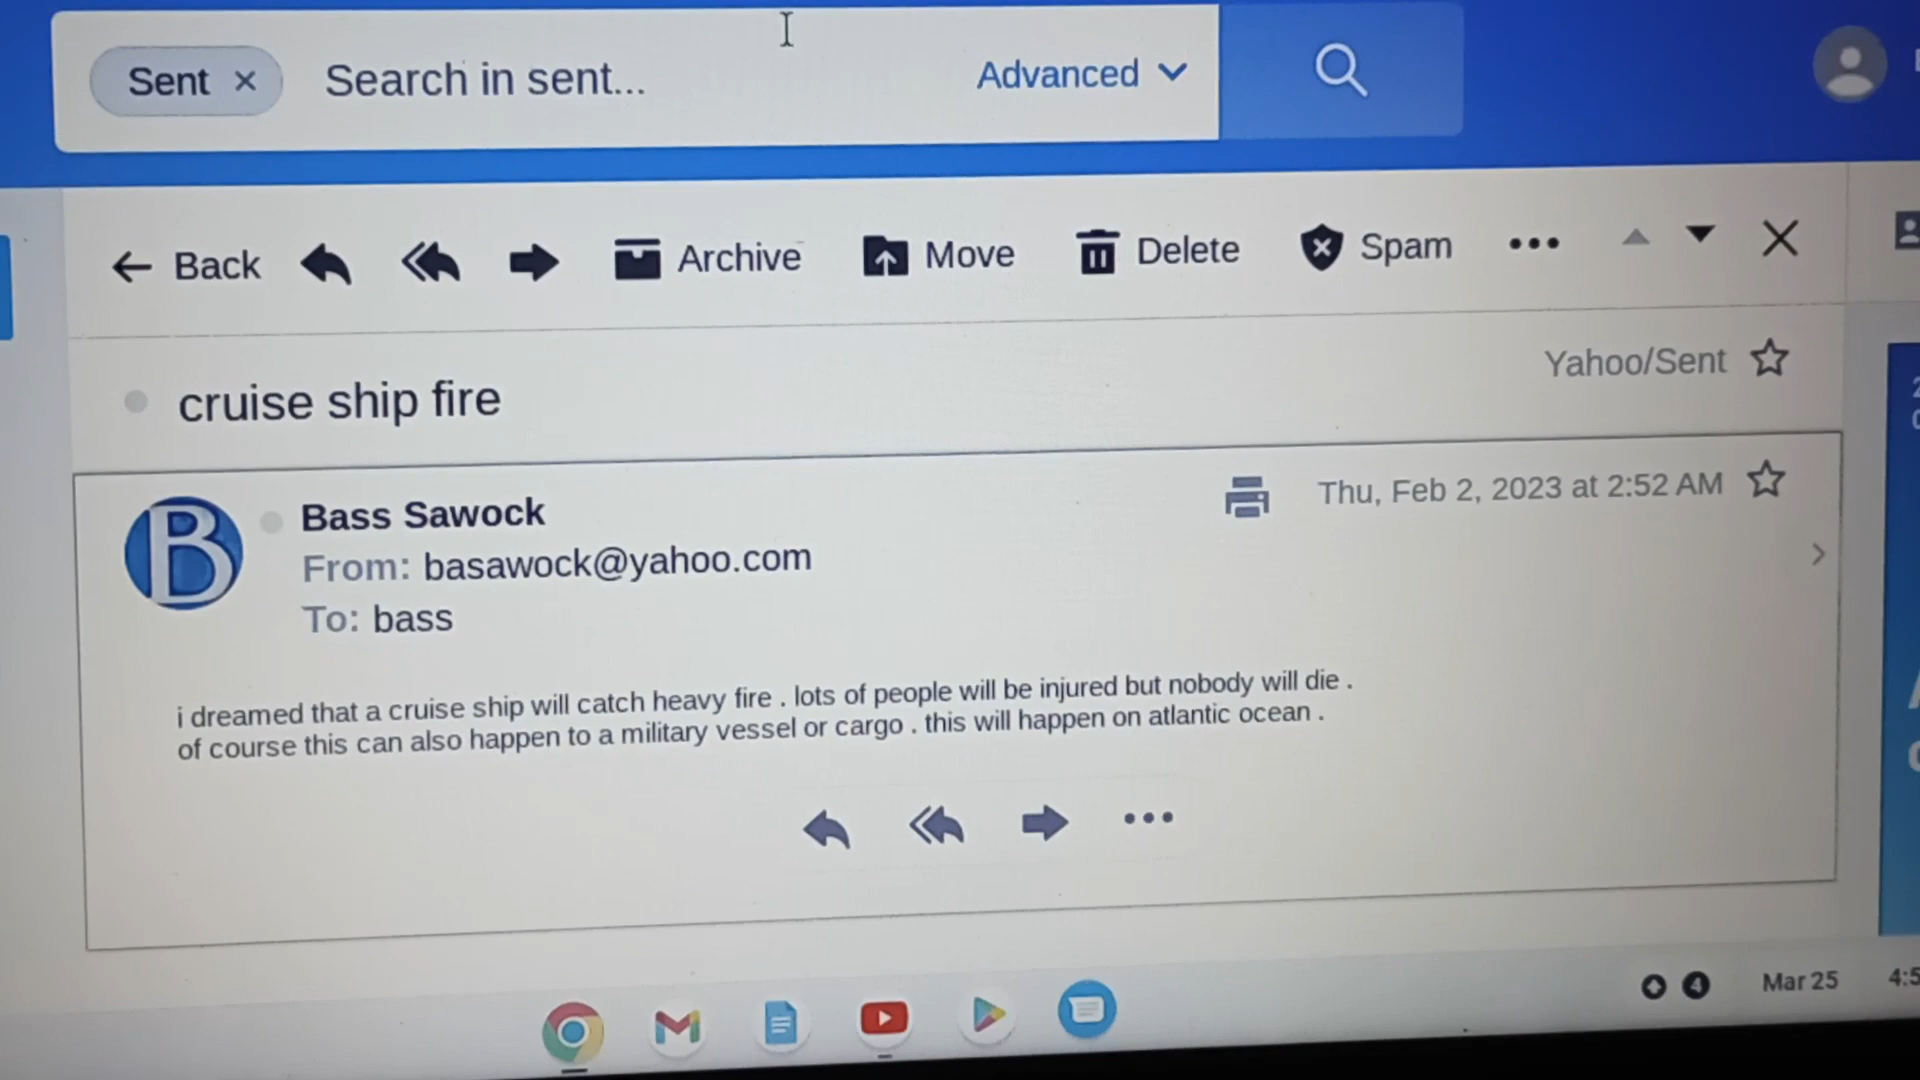 Sent ×
Search in sent...
Advanced
Back
Archive
Move
Delete
Spam
cruise ship fire
Yahoo/Sent
B
Bass Sawock
Thu, Feb 2, 2023 at 2:52 AM
From: basawock@yahoo.com
To: bass
i dreamed that a cruise ship will catch heavy fire . lots of people will be injured but nobody will die .
of course this can also happen to a military vessel or cargo . this will happen on atlantic ocean .
4
Mar 25
4:5